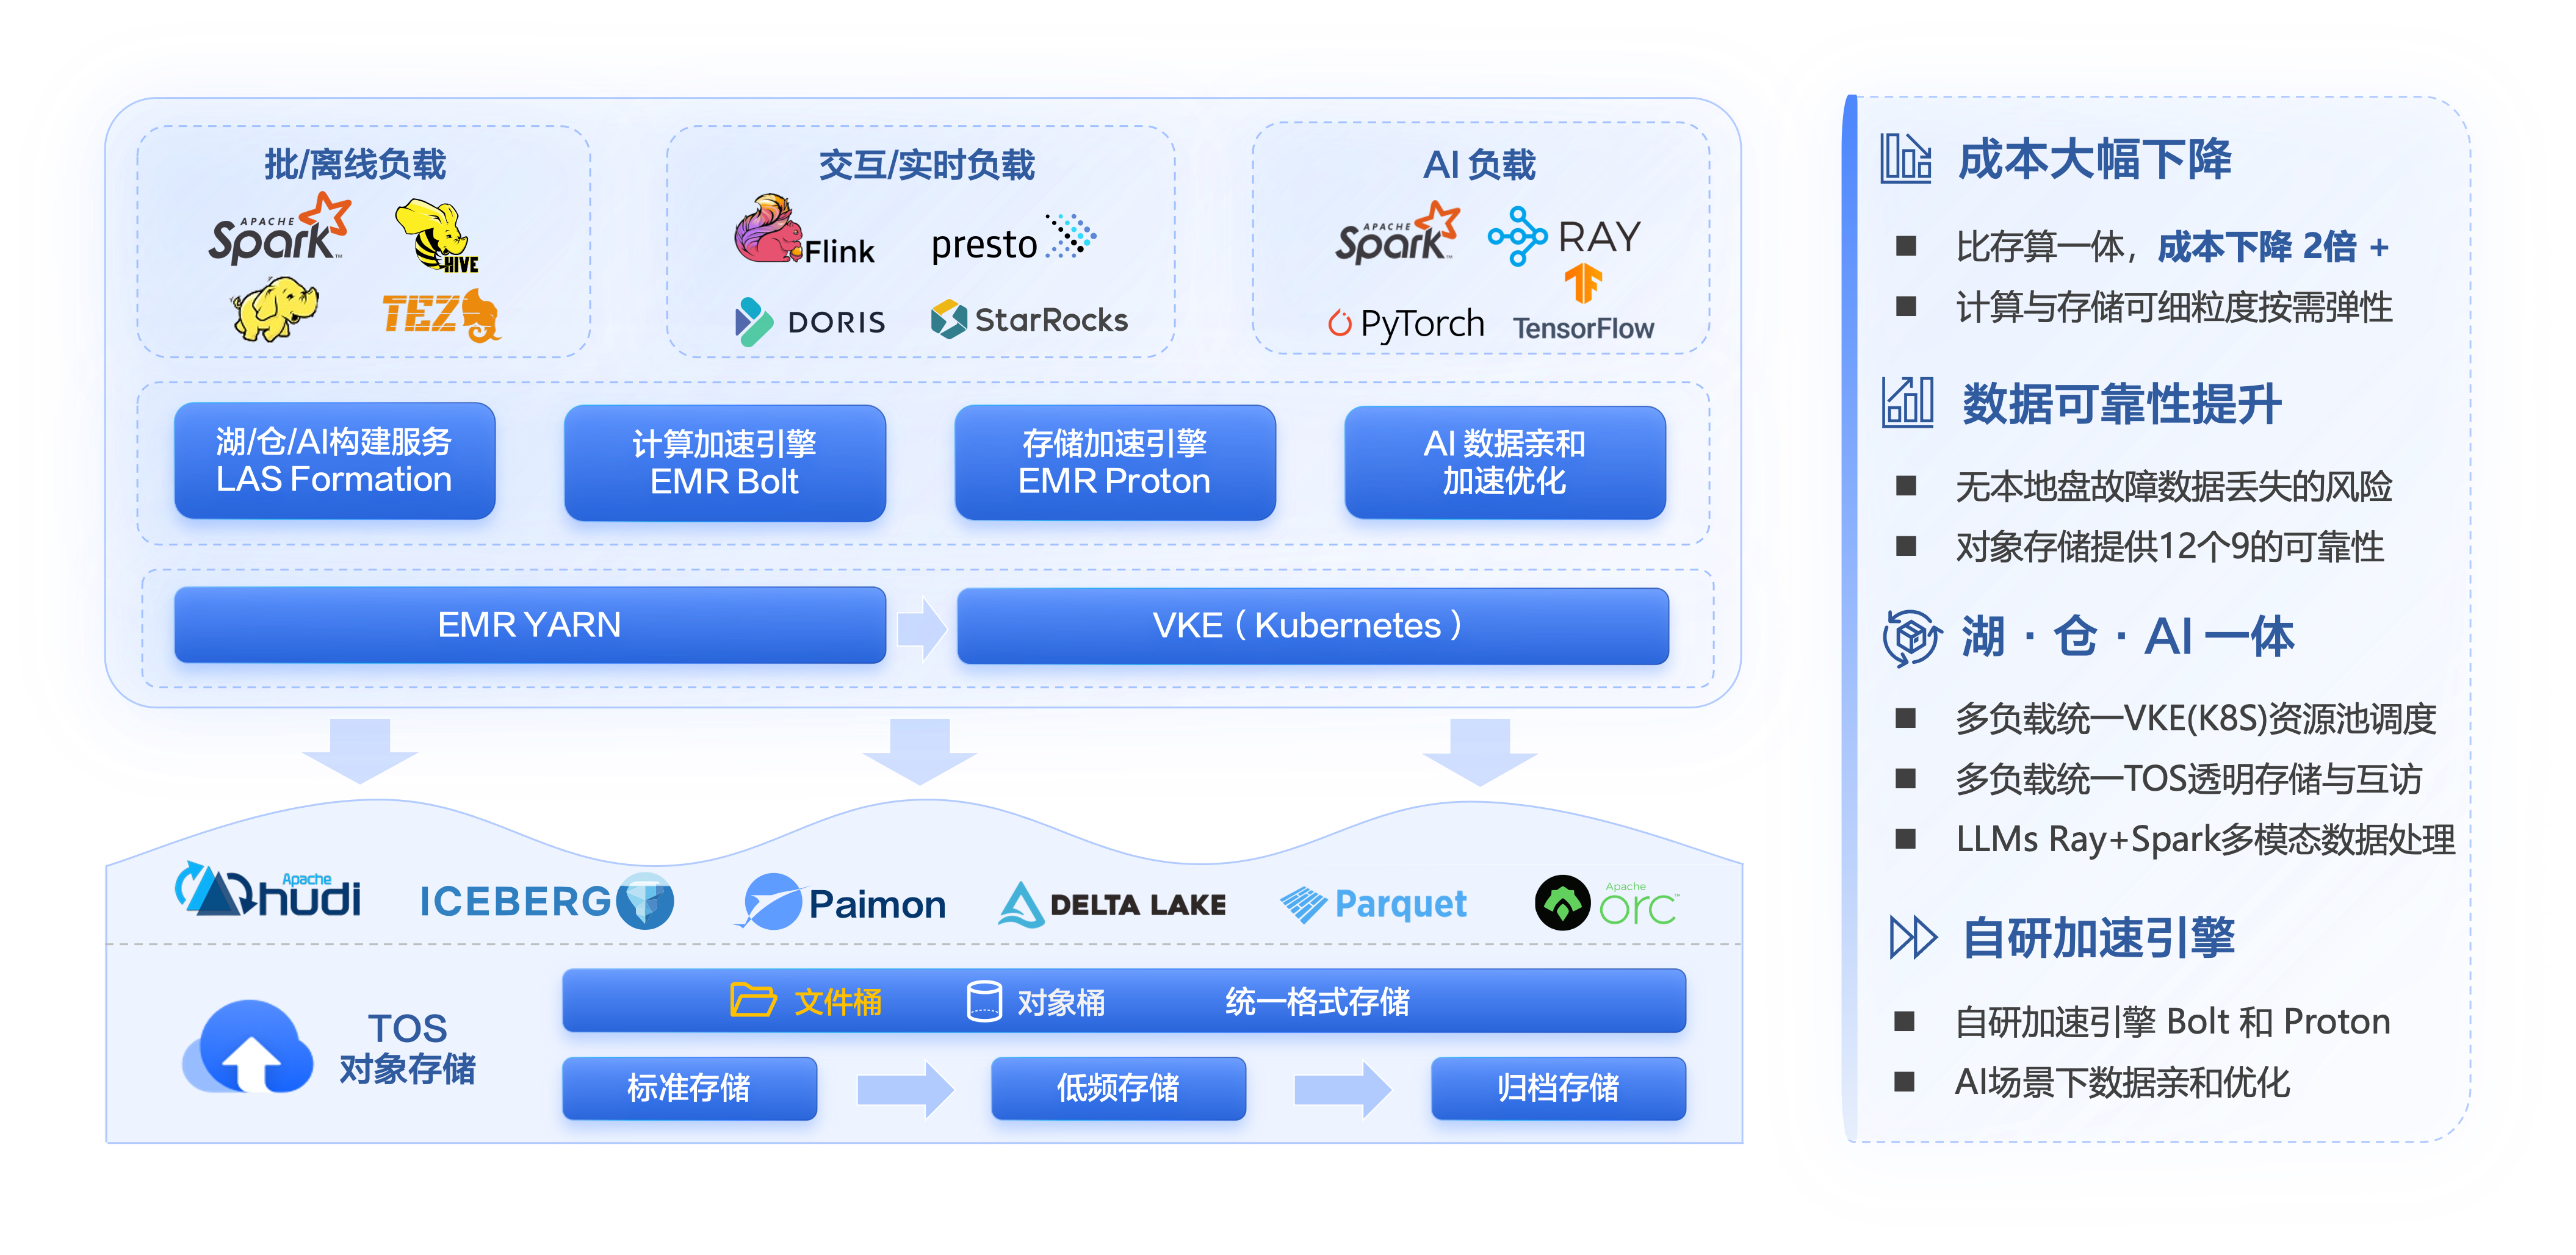 批/离线负载
APACHE Spark™
HIVE
TEZ
交互/实时负载
Flink
presto
DORIS
StarRocks
AI 负载
APACHE Spark™
RAY
PyTorch
TensorFlow
湖/仓/AI构建服务
LAS Formation
计算加速引擎
EMR Bolt
存储加速引擎
EMR Proton
AI 数据亲和
加速优化
EMR YARN
VKE（Kubernetes）
Apache hudi
ICEBERG
Paimon
DELTA LAKE
Parquet
Apache orc™
TOS
对象存储
文件桶
对象桶
统一格式存储
标准存储
低频存储
归档存储
成本大幅下降
■ 比存算一体，成本下降 2倍 +
■ 计算与存储可细粒度按需弹性
数据可靠性提升
■ 无本地盘故障数据丢失的风险
■ 对象存储提供12个9的可靠性
湖 · 仓 · AI 一体
■ 多负载统一VKE(K8S)资源池调度
■ 多负载统一TOS透明存储与互访
■ LLMs Ray+Spark多模态数据处理
自研加速引擎
■ 自研加速引擎 Bolt 和 Proton
■ AI场景下数据亲和优化